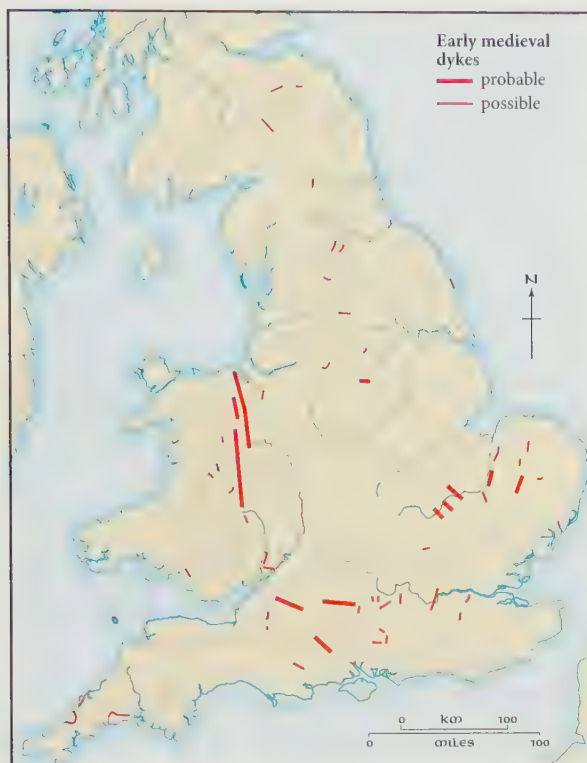 Early medieval
dykes
probable
possible
N
0 km 100
0 miles 100